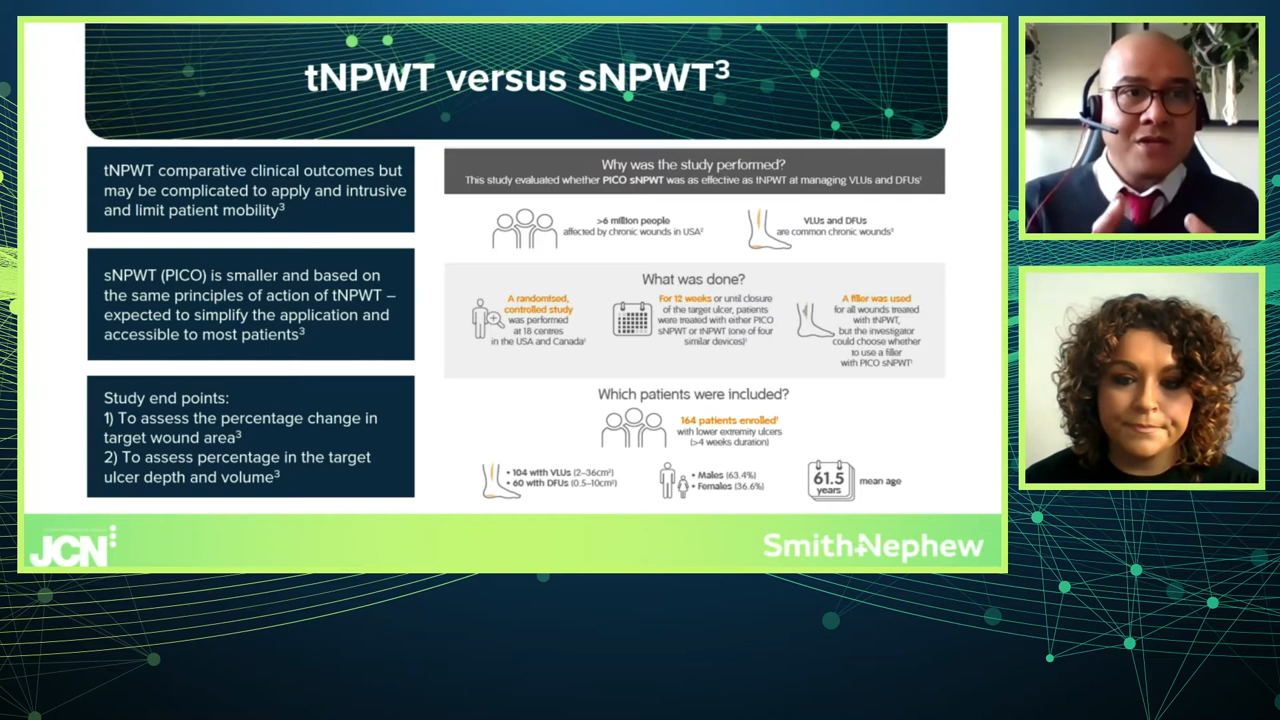 tNPWT versus sNPWT³
tNPWT comparative clinical outcomes but
may be complicated to apply and intrusive
and limit patient mobility³
sNPWT (PICO) is smaller and based on
the same principles of action of tNPWT –
expected to simplify the application and
accessible to most patients³
Study end points:
1) To assess the percentage change in
target wound area³
2) To assess percentage in the target
ulcer depth and volume³
Why was the study performed?
This study evaluated whether PICO sNPWT was as effective as tNPWT at managing VLUs and DFUs¹
>6 million people
affected by chronic wounds in USA²
VLUs and DFUs
are common chronic wounds³
What was done?
A randomised,
controlled study
was performed
at 18 centres
in the USA and Canada¹
For 12 weeks or until closure
of the target ulcer, patients
were treated with either PICO
sNPWT or tNPWT (one of four
similar devices)¹
A filler was used
for all wounds treated
with tNPWT,
but the investigator
could choose whether
to use a filler
with PICO sNPWT¹
Which patients were included?
164 patients enrolled¹
with lower extremity ulcers
(>4 weeks duration)
• 104 with VLUs (2–36cm²)
• 60 with DFUs (0.5–10cm²)
• Males (63.4%)
• Females (36.6%)
61.5
years
mean age
JCN
Smith+Nephew